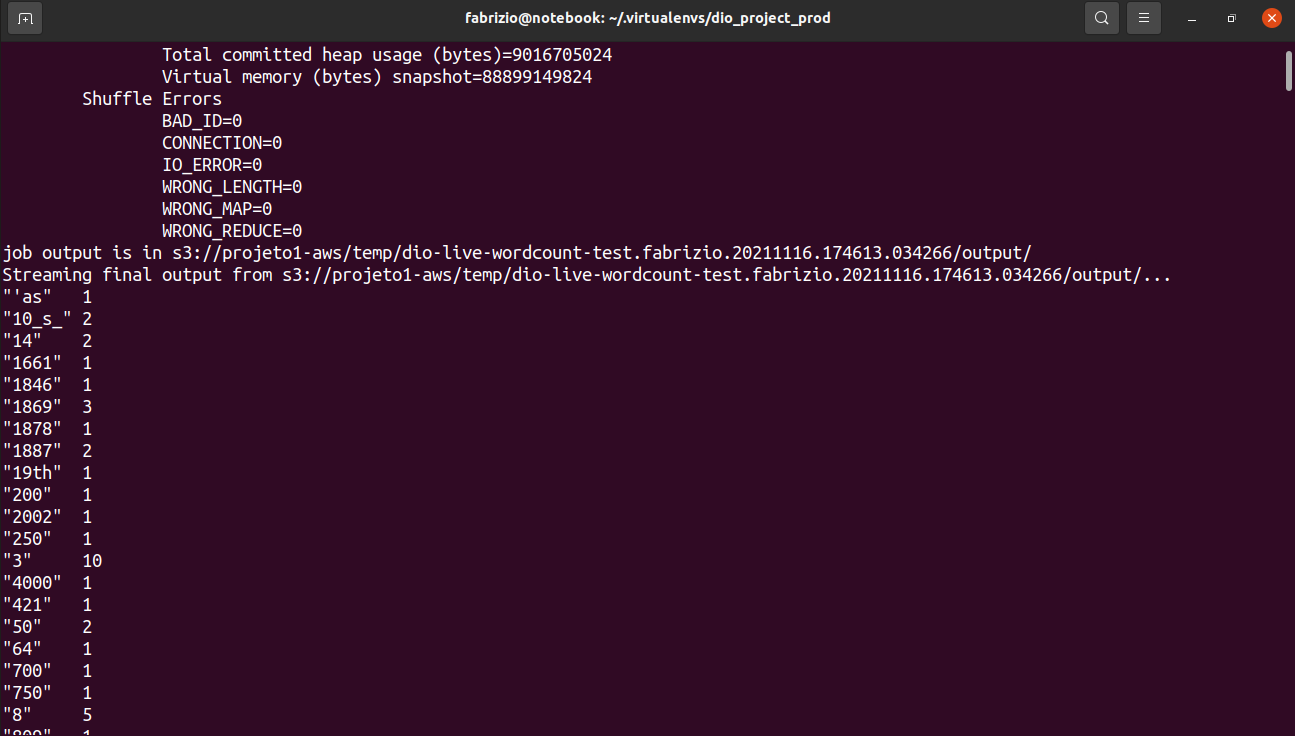 fabrizio@notebook: ~/.virtualenvs/dio_project_prod
Total committed heap usage (bytes)=9016705024
Virtual memory (bytes) snapshot=88899149824
Shuffle Errors
BAD_ID=0
CONNECTION=0
IO_ERROR=0
WRONG_LENGTH=0
WRONG_MAP=0
WRONG_REDUCE=0
job output is in s3://projeto1-aws/temp/dio-live-wordcount-test.fabrizio.20211116.174613.034266/output/
Streaming final output from s3://projeto1-aws/temp/dio-live-wordcount-test.fabrizio.20211116.174613.034266/output/...
"'as" 1
"10_s_" 2
"14" 2
"1661" 1
"1846" 1
"1869" 3
"1878" 1
"1887" 2
"19th" 1
"200" 1
"2002" 1
"250" 1
"3" 10
"4000" 1
"421" 1
"50" 2
"64" 1
"700" 1
"750" 1
"8" 5